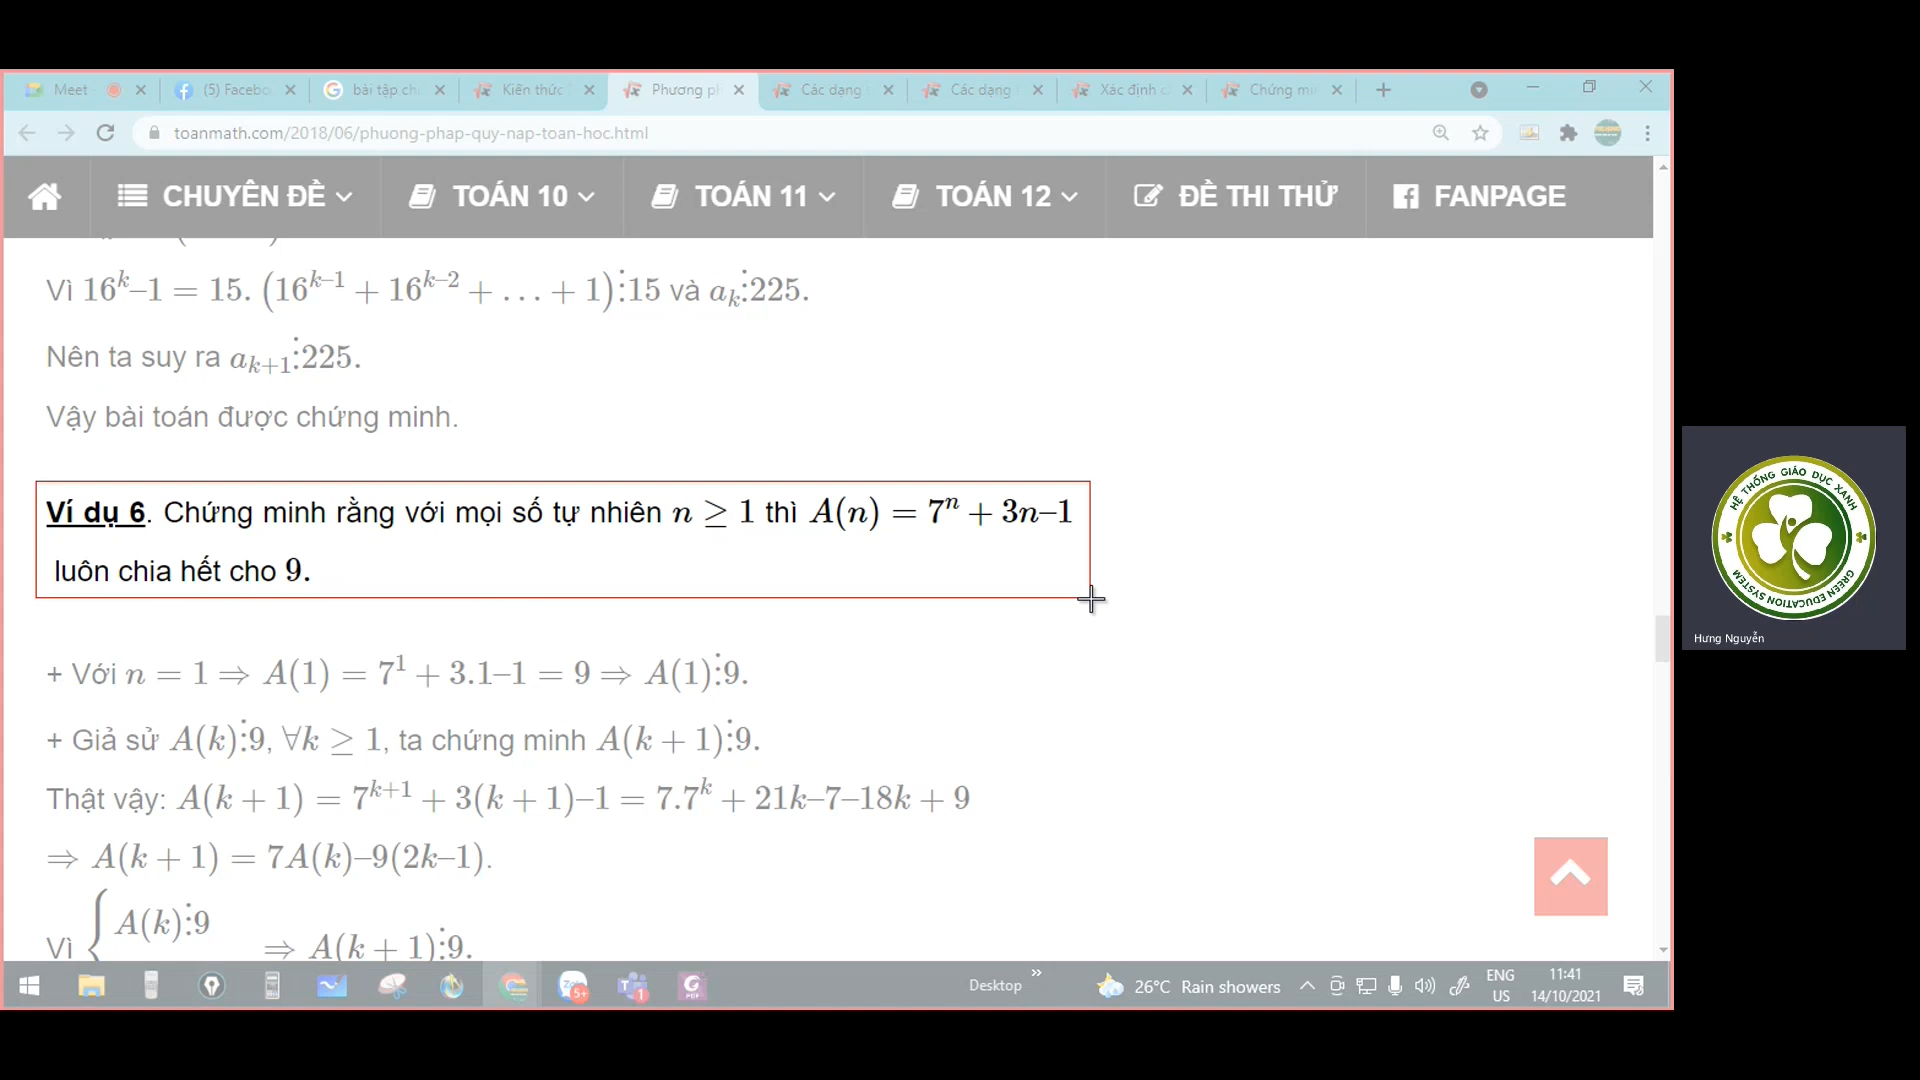 Meet
(5) Facebo
bài tập ch
Kiến thức
Phương ph
Các dạng
Các dạng
Xác định c
Chứng mi
toanmath.com/2018/06/phuong-phap-quy-nap-toan-hoc.html
CHUYÊN ĐỀ
TOÁN 10
TOÁN 11
TOÁN 12
ĐỀ THI THỬ
FANPAGE
Vì 16^k–1 = 15. (16^{k–1} + 16^{k–2} + … + 1)⋮15 và a_k⋮225.
Nên ta suy ra a_{k+1}⋮225.
Vậy bài toán được chứng minh.
Ví dụ 6. Chứng minh rằng với mọi số tự nhiên n ≥ 1 thì A(n) = 7^n + 3n–1
luôn chia hết cho 9.
+ Với n = 1 ⇒ A(1) = 7^1 + 3.1–1 = 9 ⇒ A(1)⋮9.
+ Giả sử A(k)⋮9, ∀k ≥ 1, ta chứng minh A(k + 1)⋮9.
Thật vậy: A(k + 1) = 7^{k+1} + 3(k + 1)–1 = 7.7^k + 21k–7–18k + 9
⇒ A(k + 1) = 7A(k)–9(2k–1).
Vì { A(k)⋮9 ⇒ A(k + 1)⋮9.
HỆ THỐNG GIÁO DỤC XANH
GREEN EDUCATION SYSTEM
Hưng Nguyễn
Zalo
5+
T
1
G
PDF
Desktop
26°C Rain showers
ENG
US
11:41
14/10/2021